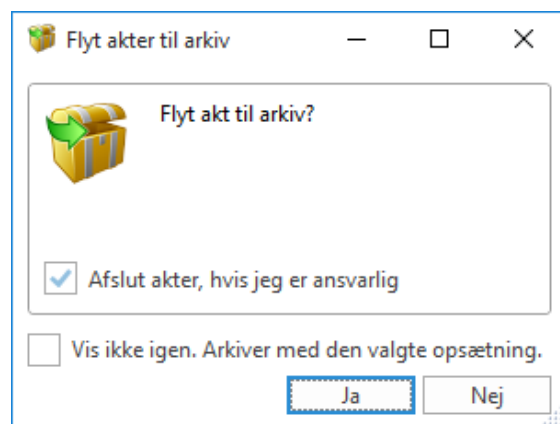 Flyt akter til arkiv
Flyt akt til arkiv?
Afslut akter, hvis jeg er ansvarlig
Vis ikke igen. Arkiver med den valgte opsætning.
Ja
Nej